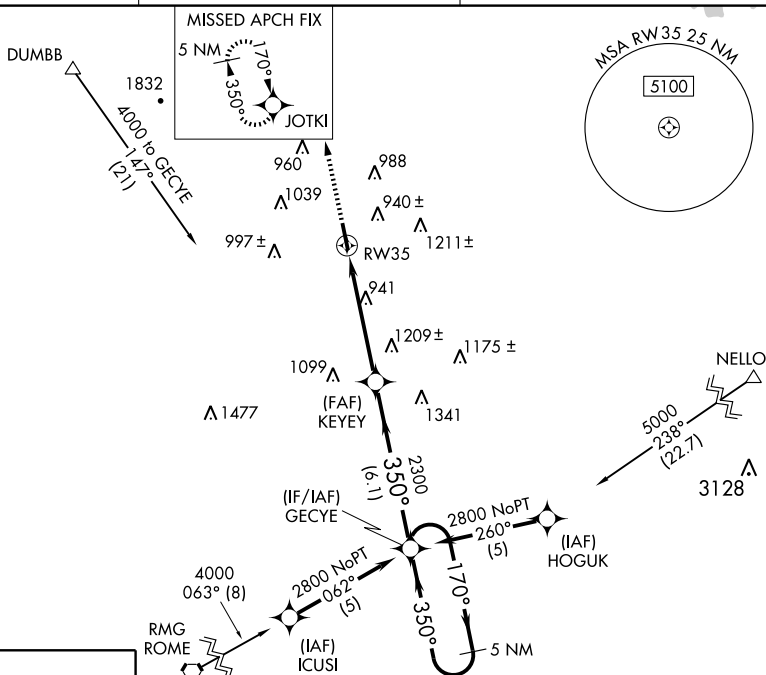 MISSED APCH FIX
5 NM
170°
350°
JOTKI
DUMBB
1832
4000 to GECYE
147°
(21)
MSA RW35 25 NM
5100
960
988
1039
940 ±
1211 ±
997 ±
RW35
941
1209 ±
1175 ±
1099
NELLO
(FAF)
KEYEY
1477
1341
5000
238°
(22.7)
3128
2300
350°
(6.1)
(IF/IAF)
GECYE
2800 NoPT
260°
(5)
(IAF)
HOGUK
4000
063° (8)
2800 NoPT
062°
(5)
170°
350°
5 NM
RMG
ROME
(IAF)
ICUSI